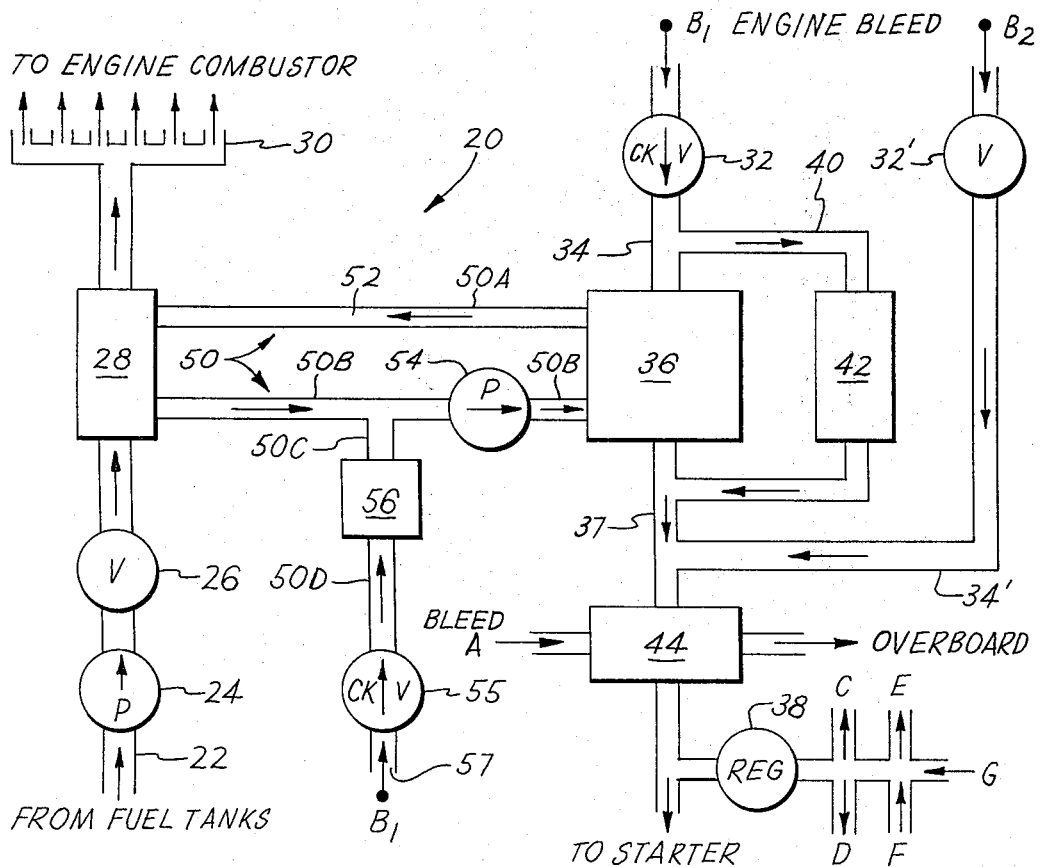 B1 ENGINE BLEED
B2
TO ENGINE COMBUSTOR
30
20
CK V
32
32'
V
40
34
50A
52
28
50
50B
54
P
50B
36
42
50C
56
37
V
26
50D
34'
BLEED
A
44
OVERBOARD
24
P
CK V
55
38
C
E
REG
G
22
57
FROM FUEL TANKS
B1
TO STARTER
D
F